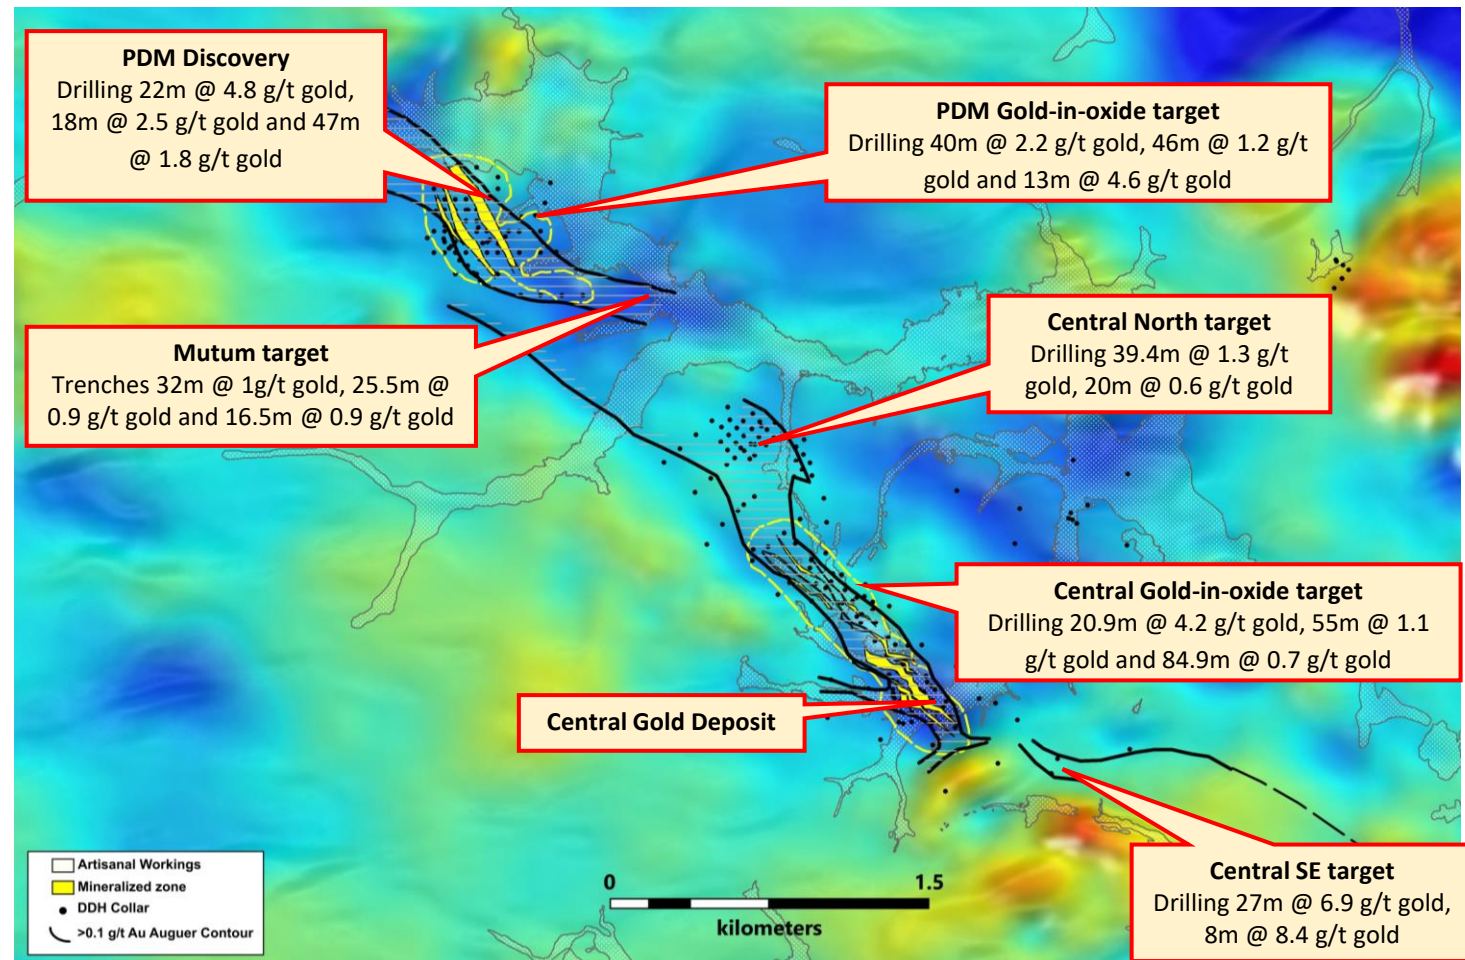 PDM Discovery
Drilling 22m @ 4.8 g/t gold,
18m @ 2.5 g/t gold and 47m
@ 1.8 g/t gold
PDM Gold-in-oxide target
Drilling 40m @ 2.2 g/t gold, 46m @ 1.2 g/t
gold and 13m @ 4.6 g/t gold
Mutum target
Trenches 32m @ 1g/t gold, 25.5m @
0.9 g/t gold and 16.5m @ 0.9 g/t gold
Central North target
Drilling 39.4m @ 1.3 g/t
gold, 20m @ 0.6 g/t gold
Central Gold-in-oxide target
Drilling 20.9m @ 4.2 g/t gold, 55m @ 1.1
g/t gold and 84.9m @ 0.7 g/t gold
Central Gold Deposit
Central SE target
Drilling 27m @ 6.9 g/t gold,
8m @ 8.4 g/t gold
Artisanal Workings
Mineralized zone
DDH Collar
>0.1 g/t Au Auguer Contour
0 1.5
kilometers